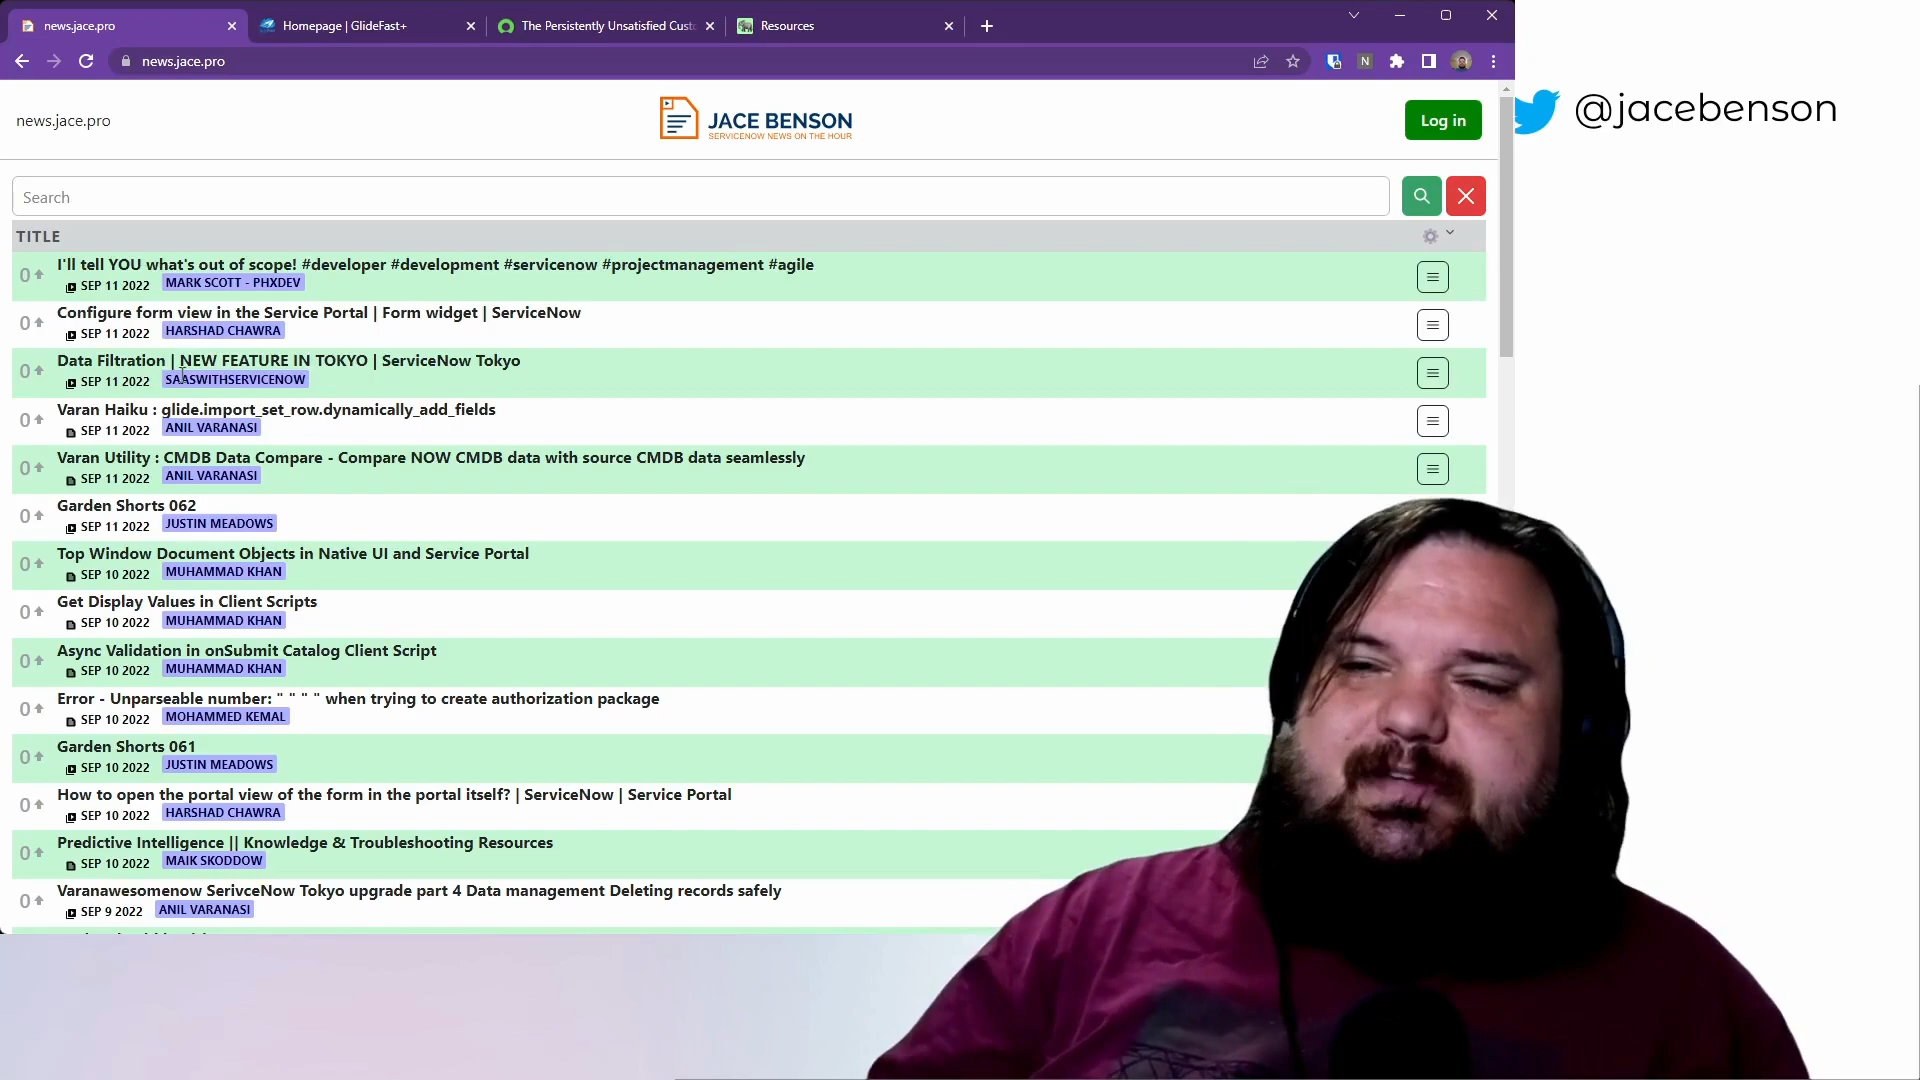 news.jace.pro
Homepage | GlideFast+
The Persistently Unsatisfied Cust
Resources
news.jace.pro
N
@jacebenson
news.jace.pro
JACE BENSON
SERVICENOW NEWS ON THE HOUR
Log in
Search
TITLE
0 I'll tell YOU what's out of scope! #developer #development #servicenow #projectmanagement #agile
SEP 11 2022 MARK SCOTT - PHXDEV
0 Configure form view in the Service Portal | Form widget | ServiceNow
SEP 11 2022 HARSHAD CHAWRA
0 Data Filtration | NEW FEATURE IN TOKYO | ServiceNow Tokyo
SEP 11 2022 SAASWITHSERVICENOW
0 Varan Haiku : glide.import_set_row.dynamically_add_fields
SEP 11 2022 ANIL VARANASI
0 Varan Utility : CMDB Data Compare - Compare NOW CMDB data with source CMDB data seamlessly
SEP 11 2022 ANIL VARANASI
0 Garden Shorts 062
SEP 11 2022 JUSTIN MEADOWS
0 Top Window Document Objects in Native UI and Service Portal
SEP 10 2022 MUHAMMAD KHAN
0 Get Display Values in Client Scripts
SEP 10 2022 MUHAMMAD KHAN
0 Async Validation in onSubmit Catalog Client Script
SEP 10 2022 MUHAMMAD KHAN
0 Error - Unparseable number: " " " " when trying to create authorization package
SEP 10 2022 MOHAMMED KEMAL
0 Garden Shorts 061
SEP 10 2022 JUSTIN MEADOWS
0 How to open the portal view of the form in the portal itself? | ServiceNow | Service Portal
SEP 10 2022 HARSHAD CHAWRA
0 Predictive Intelligence || Knowledge & Troubleshooting Resources
SEP 10 2022 MAIK SKODDOW
0 Varanawesomenow SerivceNow Tokyo upgrade part 4 Data management Deleting records safely
SEP 9 2022 ANIL VARANASI